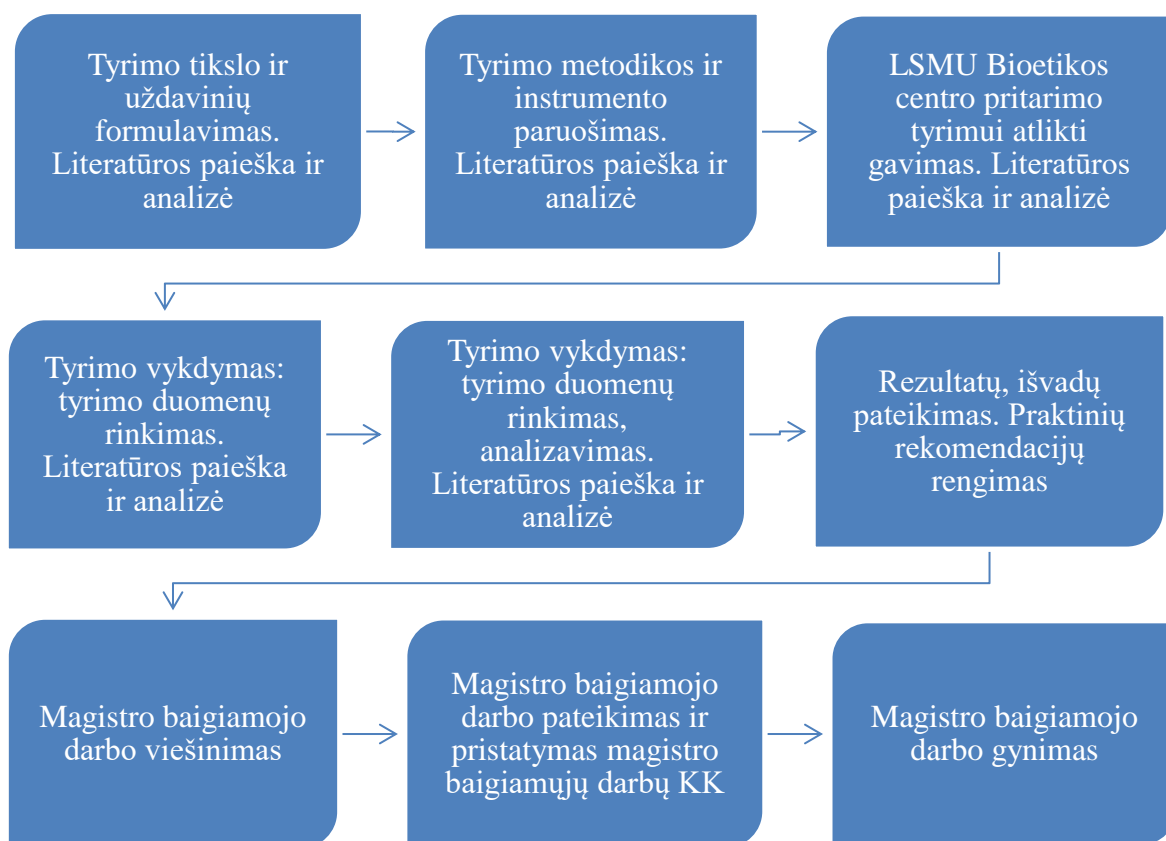 Tyrimo tikslo ir
uždavinių
formulavimas.
Literatūros paieška ir
analizė
Tyrimo metodikos ir
instrumento
paruošimas.
Literatūros paieška ir
analizė
LSMU Bioetikos
centro pritarimo
tyrimui atlikti
gavimas. Literatūros
paieška ir analizė
Tyrimo vykdymas:
tyrimo duomenų
rinkimas.
Literatūros paieška
ir analizė
Tyrimo vykdymas:
tyrimo duomenų
rinkimas,
analizavimas.
Literatūros paieška ir
analizė
Rezultatų, išvadų
pateikimas. Praktinių
rekomendacijų
rengimas
Magistro baigiamojo
darbo viešinimas
Magistro baigiamojo
darbo pateikimas ir
pristatymas magistro
baigiamųjų darbų KK
Magistro baigiamojo
darbo gynimas